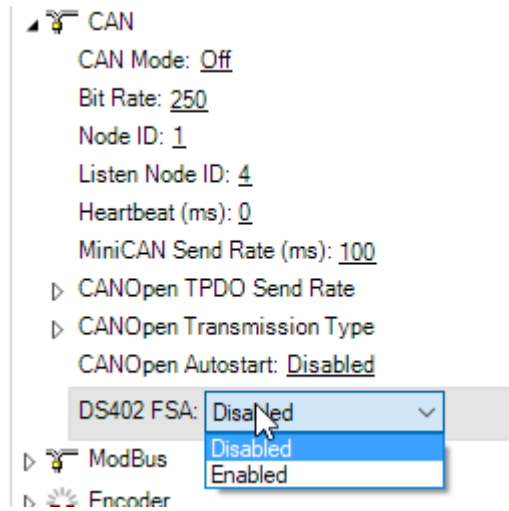 CAN
CAN Mode: Off
Bit Rate: 250
Node ID: 1
Listen Node ID: 4
Heartbeat (ms): 0
MiniCAN Send Rate (ms): 100
CANOpen TPDO Send Rate
CANOpen Transmission Type
CANOpen Autostart: Disabled
DS402 FSA: Disabled
Disabled
Enabled
ModBus
Encoder